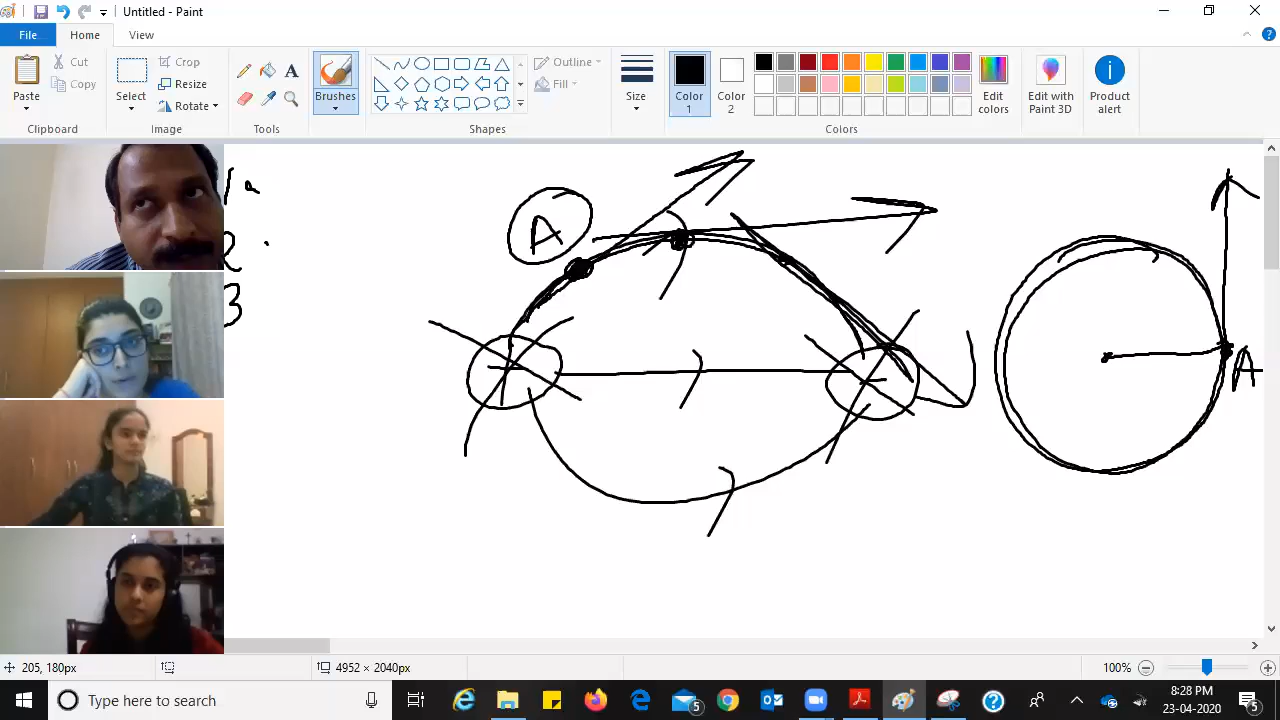 Untitled - Paint
File Home View
Paste Cut Copy Clipboard
Select Crop Resize Rotate Image
Tools
Brushes
Outline Fill Shapes
Size
Color 1 Color 2 Edit colors Colors
Edit with Paint 3D
Product alert
A
2
3
A
205, 180px 4952 × 2040px 100%
Type here to search
5
5
8:28 PM
23-04-2020